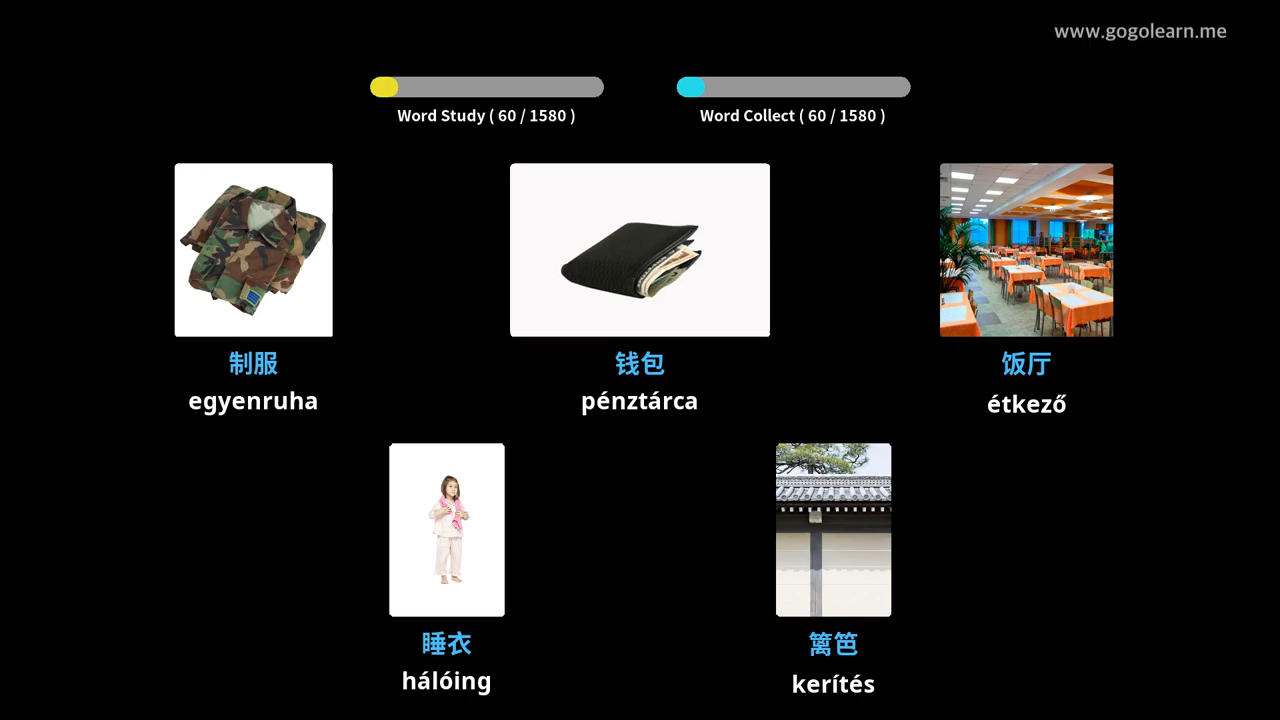 www.gogolearn.me
Word Study ( 60 / 1580 )
Word Collect ( 60 / 1580 )
制服
egyenruha
钱包
pénztárca
饭厅
étkező
睡衣
hálóing
篱笆
kerítés